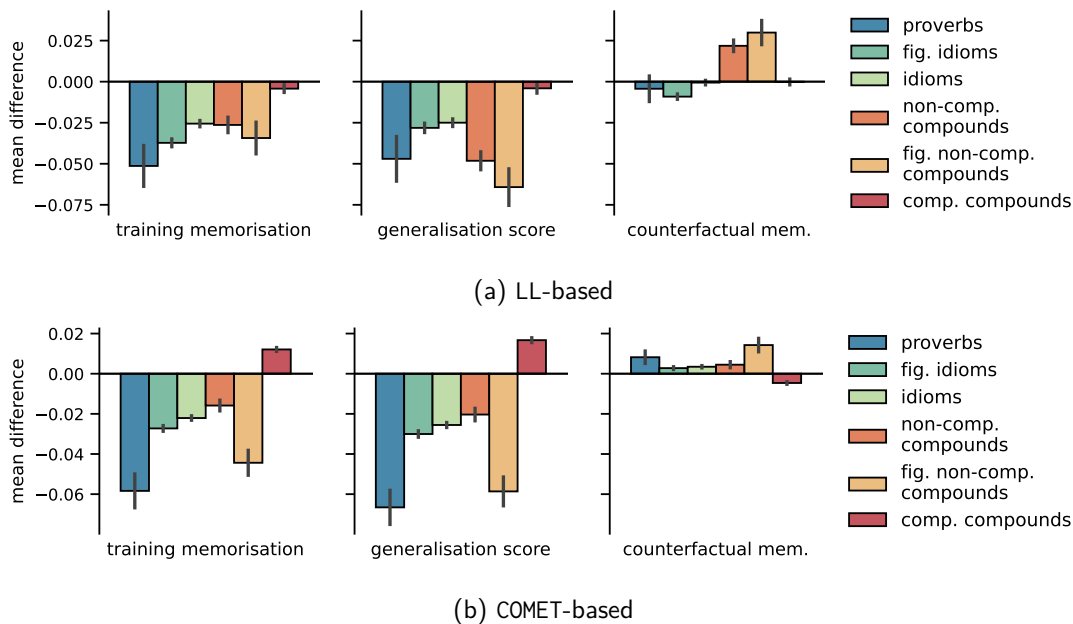 mean difference
0.025
0.000
−0.025
−0.050
−0.075
training memorisation
generalisation score
counterfactual mem.
proverbs
fig. idioms
idioms
non-comp.
compounds
fig. non-comp.
compounds
comp. compounds
(a) LL-based
mean difference
0.02
0.00
−0.02
−0.04
−0.06
training memorisation
generalisation score
counterfactual mem.
proverbs
fig. idioms
idioms
non-comp.
compounds
fig. non-comp.
compounds
comp. compounds
(b) COMET-based